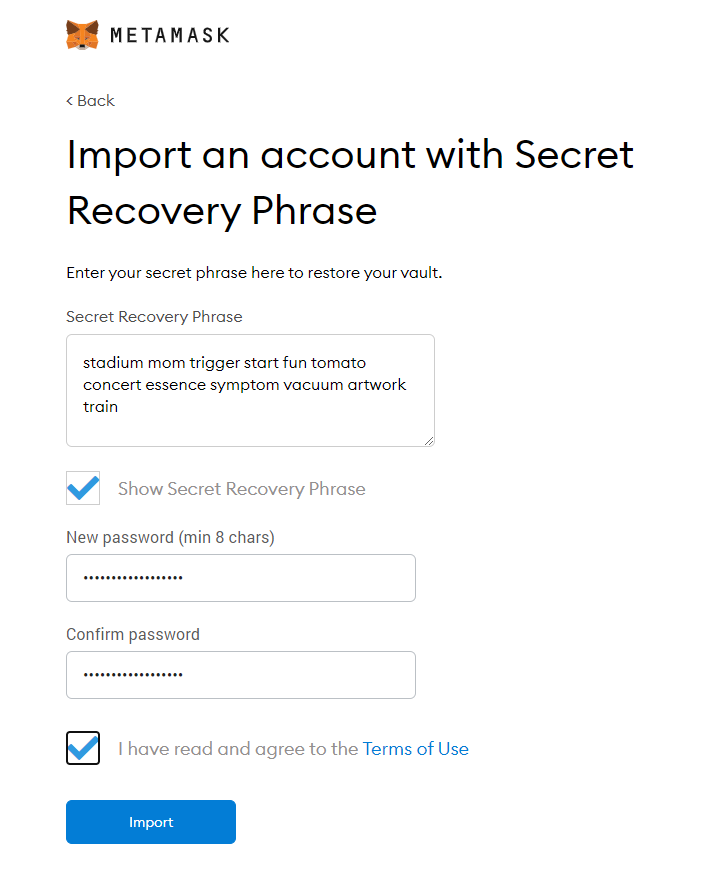 METAMASK
< Back
Import an account with Secret
Recovery Phrase
Enter your secret phrase here to restore your vault.
Secret Recovery Phrase
stadium mom trigger start fun tomato
concert essence symptom vacuum artwork
train
Show Secret Recovery Phrase
New password (min 8 chars)
••••••••••••••••••
Confirm password
••••••••••••••••••
I have read and agree to the Terms of Use
Import